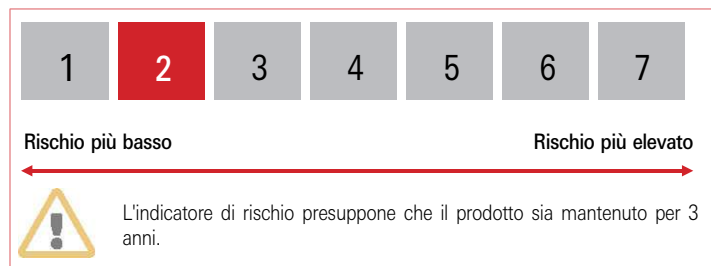 1 2 3 4 5 6 7
Rischio più basso Rischio più elevato
L'indicatore di rischio presuppone che il prodotto sia mantenuto per 3
anni.